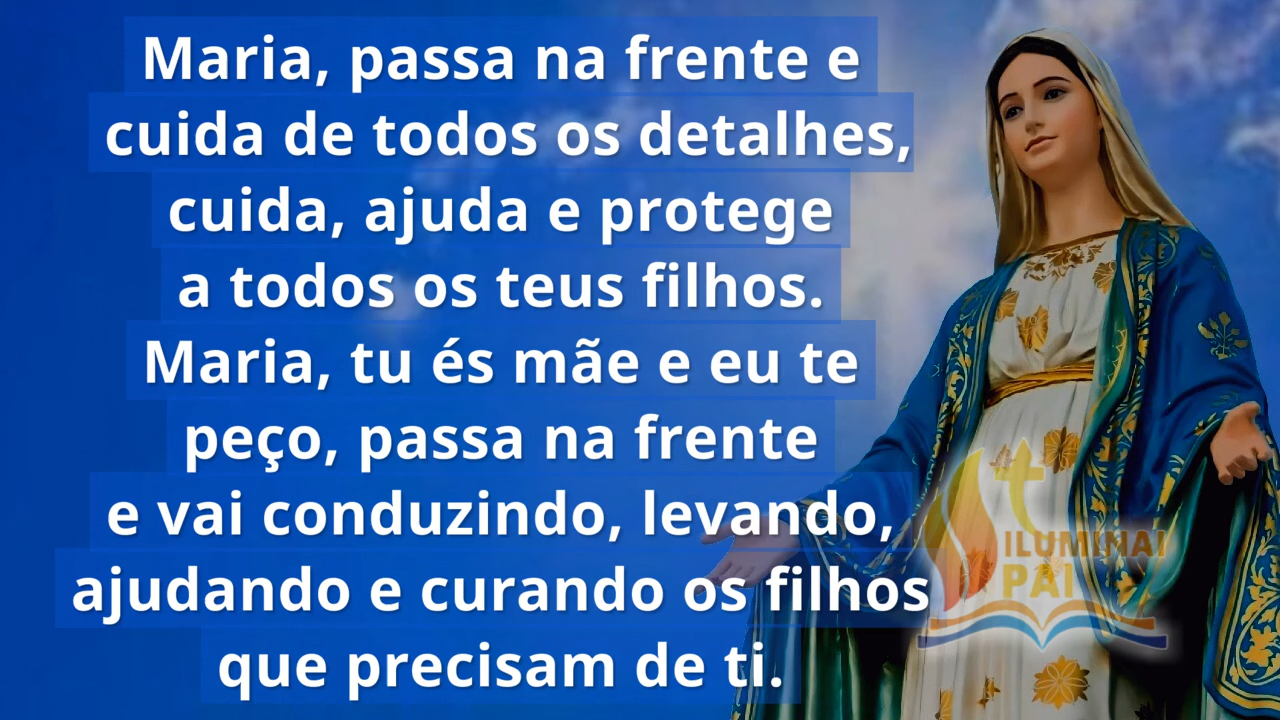 Maria, passa na frente e
cuida de todos os detalhes,
cuida, ajuda e protege
a todos os teus filhos.
Maria, tu és mãe e eu te
peço, passa na frente
e vai conduzindo, levando,
ajudando e curando os filhos
que precisam de ti.
ILUMINAI
PAI